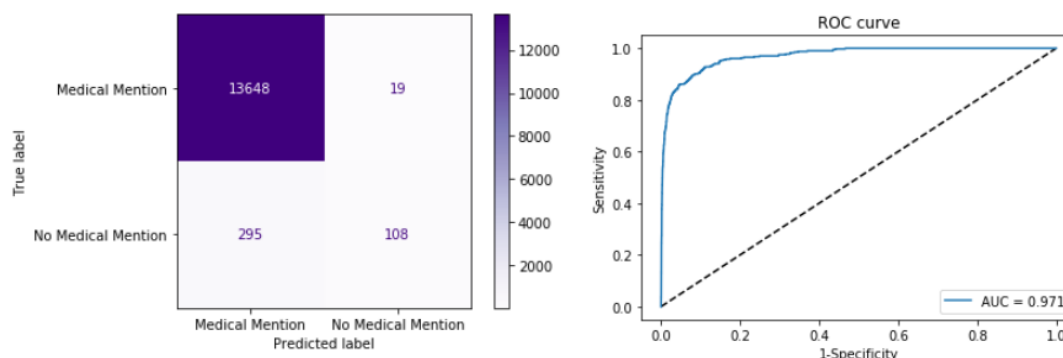 Medical Mention
No Medical Mention
True label
13648
19
295
108
Medical Mention
No Medical Mention
Predicted label
12000
10000
8000
6000
4000
2000
ROC curve
Sensitivity
1.0
0.8
0.6
0.4
0.2
0.0
AUC = 0.971
0.0
0.2
0.4
0.6
0.8
1.0
1-Specificity